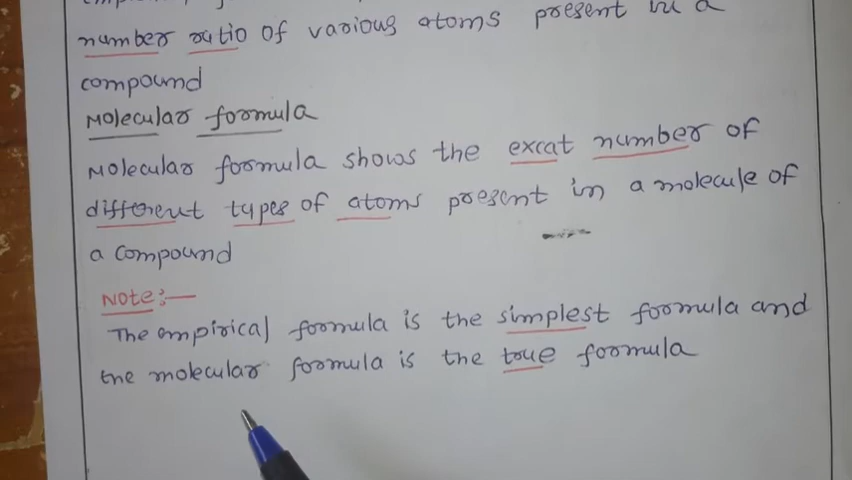 number ratio of various atoms present in a
compound
Molecular formula
Molecular formula shows the excat number of
different types of atoms present in a molecule of
a compound
Note:—
The empirical formula is the simplest formula and
the molecular formula is the true formula